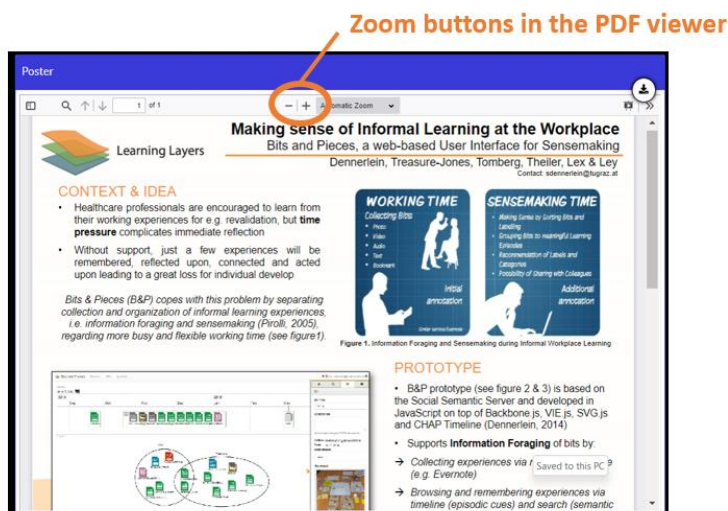 Zoom buttons in the PDF viewer
Poster
1 of 1
Automatic Zoom
Learning Layers
Making sense of Informal Learning at the Workplace
Bits and Pieces, a web-based User Interface for Sensemaking
Dennerlein, Treasure-Jones, Tomberg, Theiler, Lex & Ley
Contact: sdennerlein@tugraz.at
CONTEXT & IDEA
• Healthcare professionals are encouraged to learn from
their working experiences for e.g. revalidation, but time
pressure complicates immediate reflection
• Without support, just a few experiences will be
remembered, reflected upon, connected and acted
upon leading to a great loss for individual develop
Bits & Pieces (B&P) copes with this problem by separating
collection and organization of informal learning experiences,
i.e. information foraging and sensemaking (Pirolli, 2005),
regarding more busy and flexible working time (see figure1).
WORKING TIME
Collecting Bits:
• Photo
• Video
• Audio
• Text
• Bookmark
Initial
annotation
SENSEMAKING TIME
• Making Sense by Sorting Bits and
Labelling
• Grouping Bits to meaningful Learning
Episodes
• Recommendation of Labels and
Categories
• Possibility of Sharing with Colleagues
Additional
annotation
Figure 1. Information Foraging and Sensemaking during Informal Workplace Learning
PROTOTYPE
• B&P prototype (see figure 2 & 3) is based on
the Social Semantic Server and developed in
JavaScript on top of Backbone.js, VIE.js, SVG.js
and CHAP Timeline (Dennerlein, 2014)
• Supports Information Foraging of bits by:
→ Collecting experiences via
(e.g. Evernote)
Saved to this PC
→ Browsing and remembering experiences via
timeline (episodic cues) and search (semantic